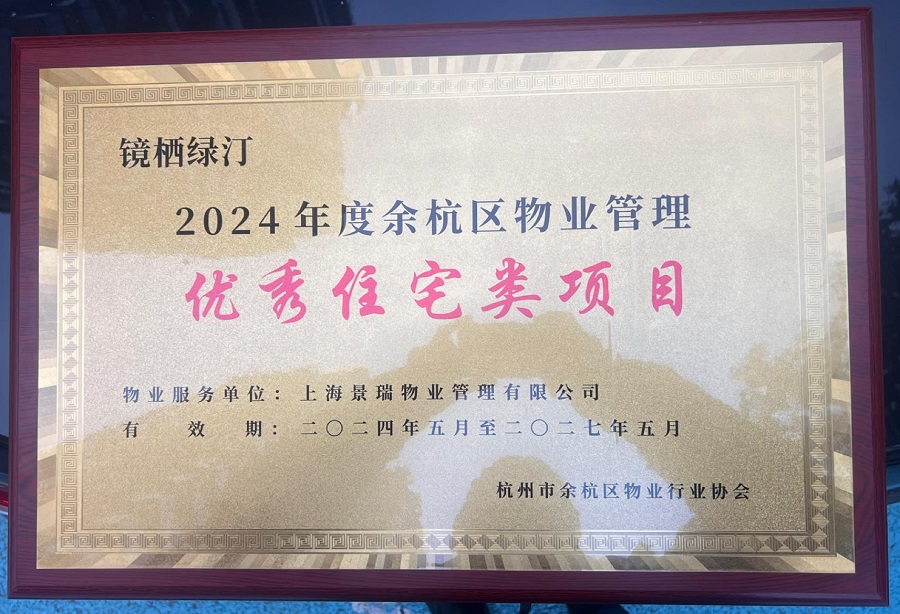 镜栖绿汀
2024年度余杭区物业管理
优秀住宅类项目
物业服务单位：上海景瑞物业管理有限公司
有效期：二〇二四年五月至二〇二七年五月
杭州市余杭区物业行业协会